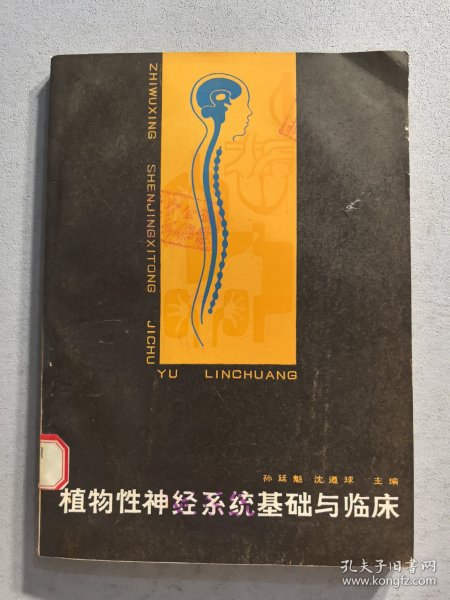 ZHIWUXING SHENJINGXITONG JICHU
YU LINCHUANG
孙廷魁 沈遵球 主编
植物性神经系统基础与临床
孔夫子旧书网
www.kongfz.com